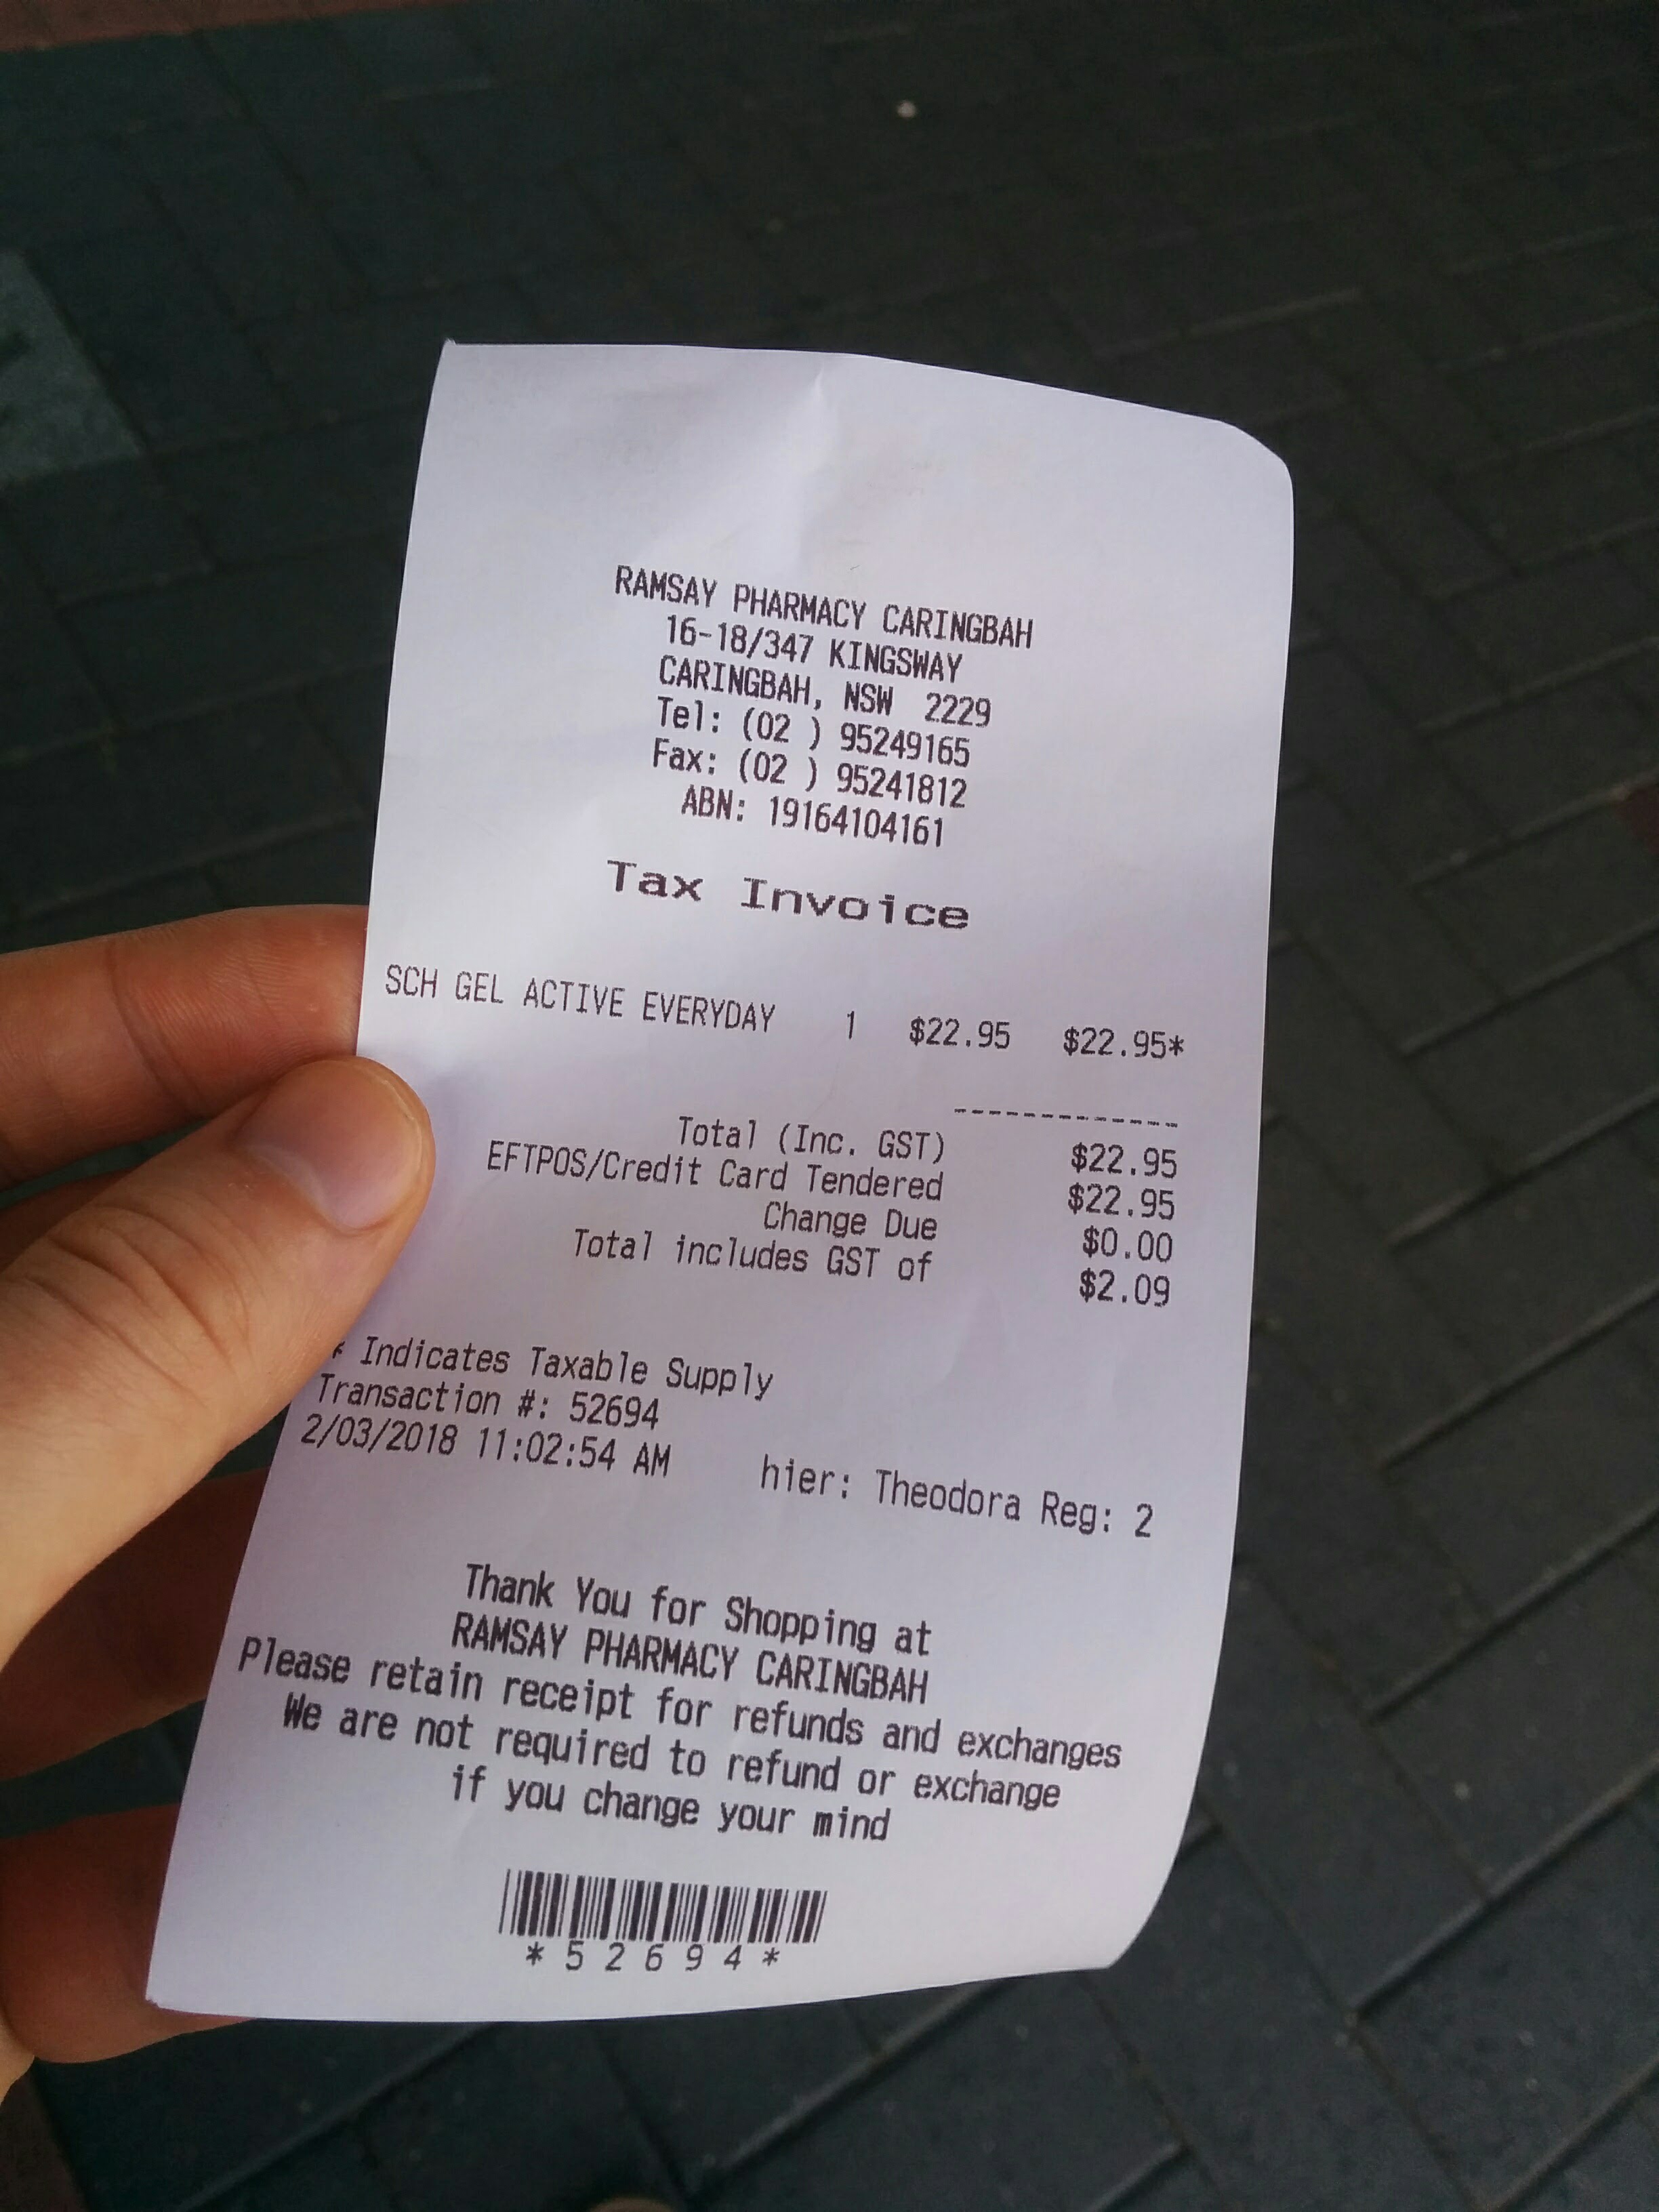 RAMSAY PHARMACY CARINGBAH
16-18/347 KINGSWAY
CARINGBAH, NSW 2229
Tel: (02 ) 95249165
Fax: (02 ) 95241812
ABN: 19164104161
Tax Invoice
SCH GEL ACTIVE EVERYDAY 1 $22.95 $22.95*
Total (Inc. GST) $22.95
EFTPOS/Credit Card Tendered $22.95
Change Due $0.00
Total includes GST of $2.09
* Indicates Taxable Supply
Transaction #: 52694
2/03/2018 11:02:54 AM hier: Theodora Reg: 2
Thank You for Shopping at
RAMSAY PHARMACY CARINGBAH
Please retain receipt for refunds and exchanges
We are not required to refund or exchange
if you change your mind
*52694*